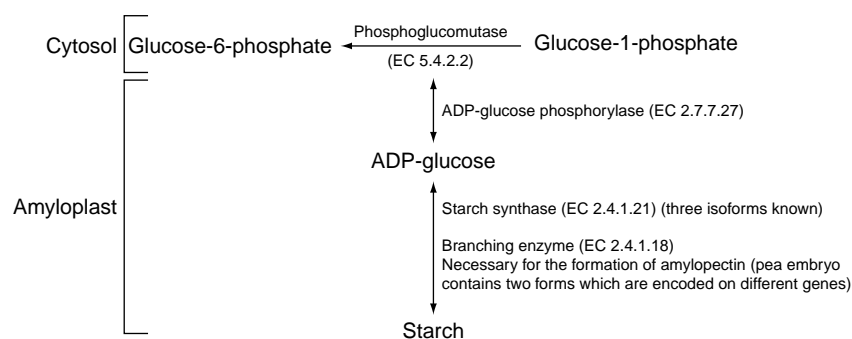 Phosphoglucomutase
Cytosol Glucose-6-phosphate Glucose-1-phosphate
(EC 5.4.2.2)
ADP-glucose phosphorylase (EC 2.7.7.27)
ADP-glucose
Amyloplast
Starch synthase (EC 2.4.1.21) (three isoforms known)
Branching enzyme (EC 2.4.1.18)
Necessary for the formation of amylopectin (pea embryo
contains two forms which are encoded on different genes)
Starch